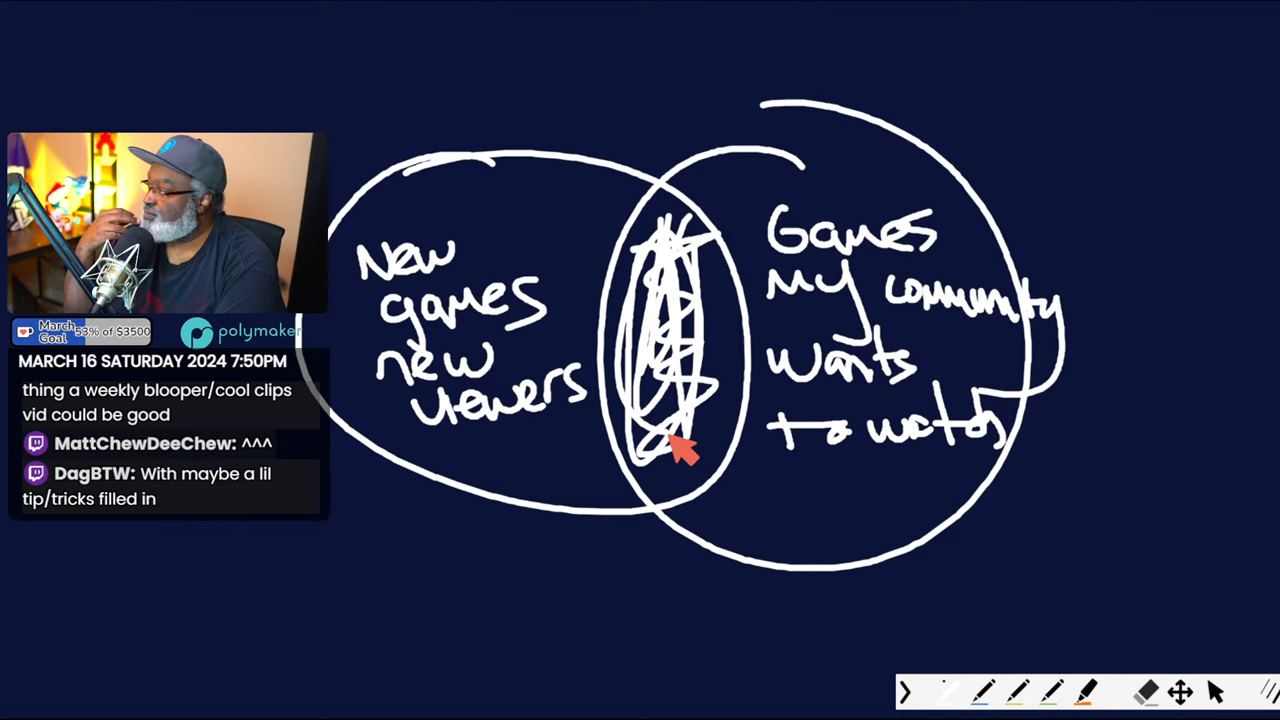 March
Goal
53% of $3500
polymaker
MARCH 16 SATURDAY 2024 7:50PM
thing a weekly blooper/cool clips
vid could be good
MattChewDeeChew: ^^^
DagBTW: With maybe a lil
tip/tricks filled in
New
games
new
viewers
Games
My community
Wants
to watch